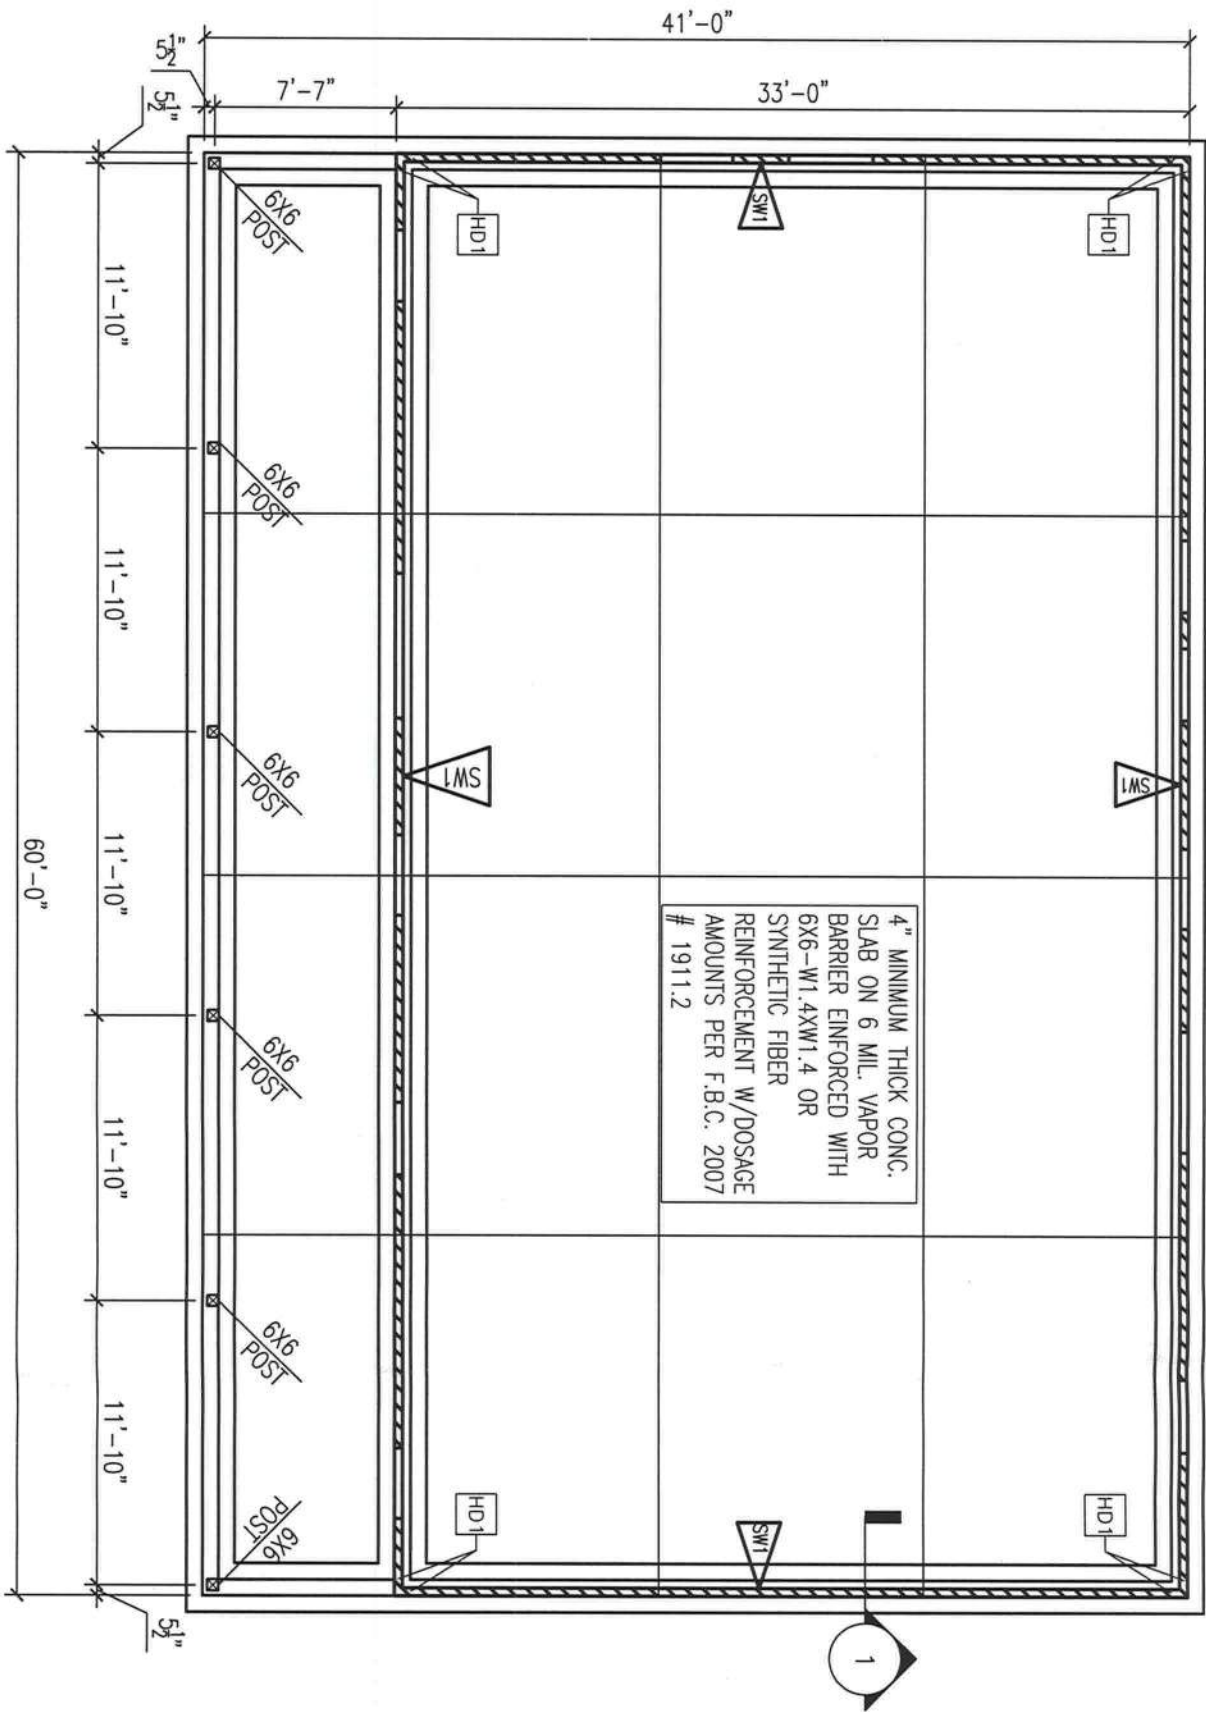 41'-0"
33'-0"
7'-7"
5½"
5½"
6X6
POST
HD1
SW1
HD1
11'-10"
6X6
POST
11'-10"
6X6
POST
SW1
SW1
11'-10"
60'-0"
4" MINIMUM THICK CONC.
SLAB ON 6 MIL. VAPOR
BARRIER EINFORCED WITH
6X6-W1.4XW1.4 OR
SYNTHETIC FIBER
REINFORCEMENT W/DOSAGE
AMOUNTS PER F.B.C. 2007
# 1911.2
6X6
POST
11'-10"
6X6
POST
11'-10"
6X6
POST
HD1
SW1
HD1
5½"
1